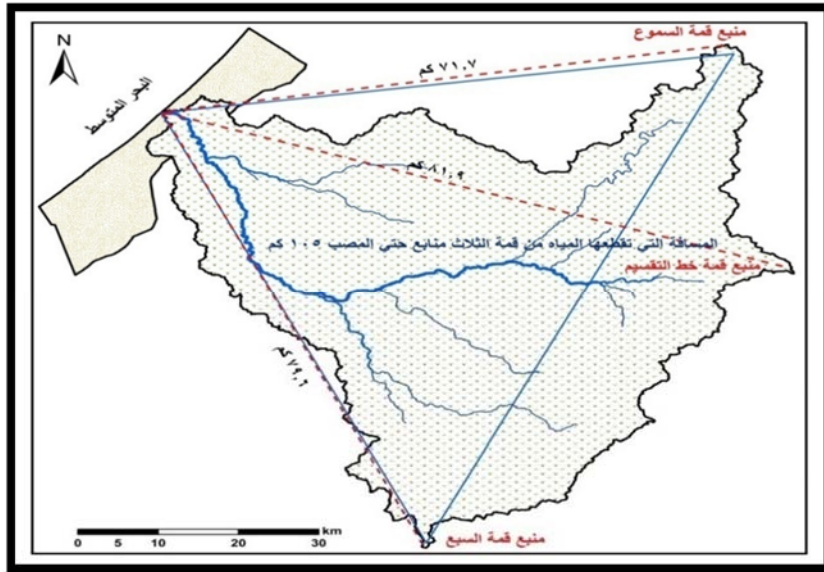 منبع قمة السموع
N
٧١,٧ كم
البحر المتوسط
٨١,٩ كم
المسافة التي تقطعها المياه من قمة الثلاث منابع حتى المصب ١٠٥ كم
منبع قمة خط التقسيم
٧٩,٦ كم
منبع قمة السبع
km
0 5 10 20 30